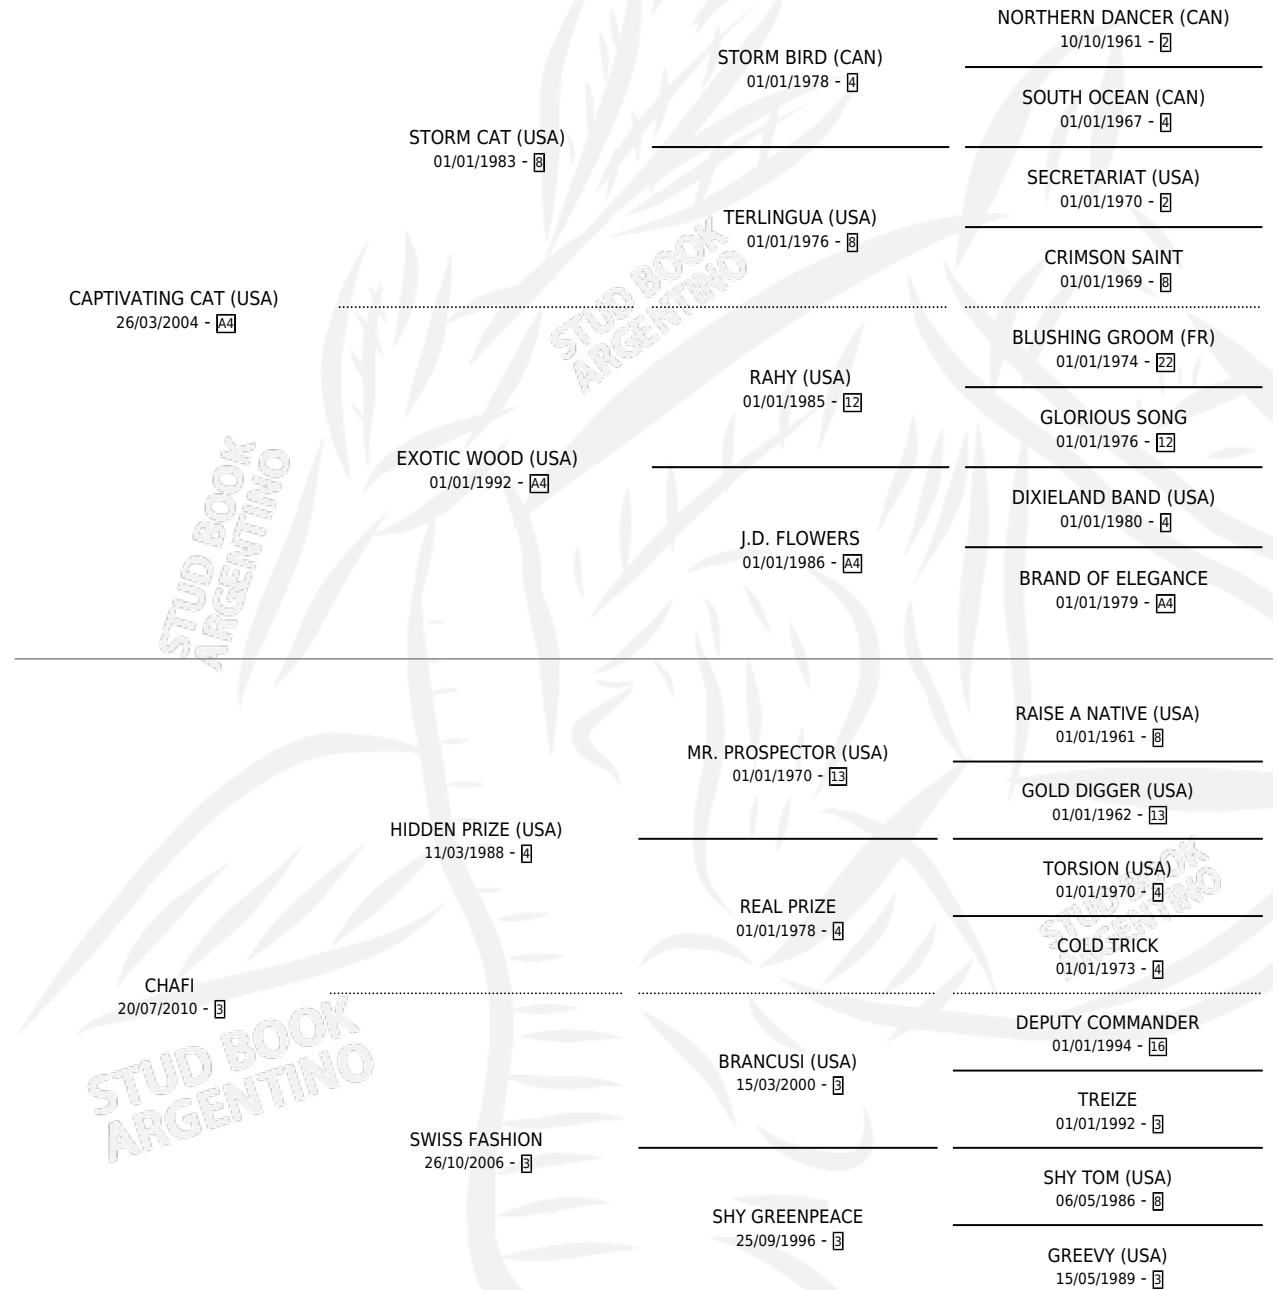 NORTHERN DANCER (CAN)
10/10/1961 - 2
STORM BIRD (CAN)
01/01/1978 - 4
SOUTH OCEAN (CAN)
01/01/1967 - 4
STORM CAT (USA)
01/01/1983 - 8
SECRETARIAT (USA)
01/01/1970 - 2
TERLINGUA (USA)
01/01/1976 - 8
CRIMSON SAINT
01/01/1969 - 8
CAPTIVATING CAT (USA)
26/03/2004 - A4
STUD BOOK
ARGENTINO
BLUSHING GROOM (FR)
01/01/1974 - 22
RAHY (USA)
01/01/1985 - 12
GLORIOUS SONG
01/01/1976 - 12
EXOTIC WOOD (USA)
01/01/1992 - A4
DIXIELAND BAND (USA)
01/01/1980 - 4
J.D. FLOWERS
01/01/1986 - A4
BRAND OF ELEGANCE
01/01/1979 - A4
STUD BOOK
ARGENTINO
RAISE A NATIVE (USA)
01/01/1961 - 8
MR. PROSPECTOR (USA)
01/01/1970 - 13
GOLD DIGGER (USA)
01/01/1962 - 13
HIDDEN PRIZE (USA)
11/03/1988 - 4
TORSION (USA)
01/01/1970 - 4
REAL PRIZE
01/01/1978 - 4
COLD TRICK
01/01/1973 - 4
STUD BOOK
ARGENTINO
CHAFI
20/07/2010 - 3
DEPUTY COMMANDER
01/01/1994 - 16
BRANCUSI (USA)
15/03/2000 - 3
TREIZE
01/01/1992 - 3
STUD BOOK
ARGENTINO
SWISS FASHION
26/10/2006 - 3
SHY TOM (USA)
06/05/1986 - 8
SHY GREENPEACE
25/09/1996 - 3
GREEVY (USA)
15/05/1989 - 3